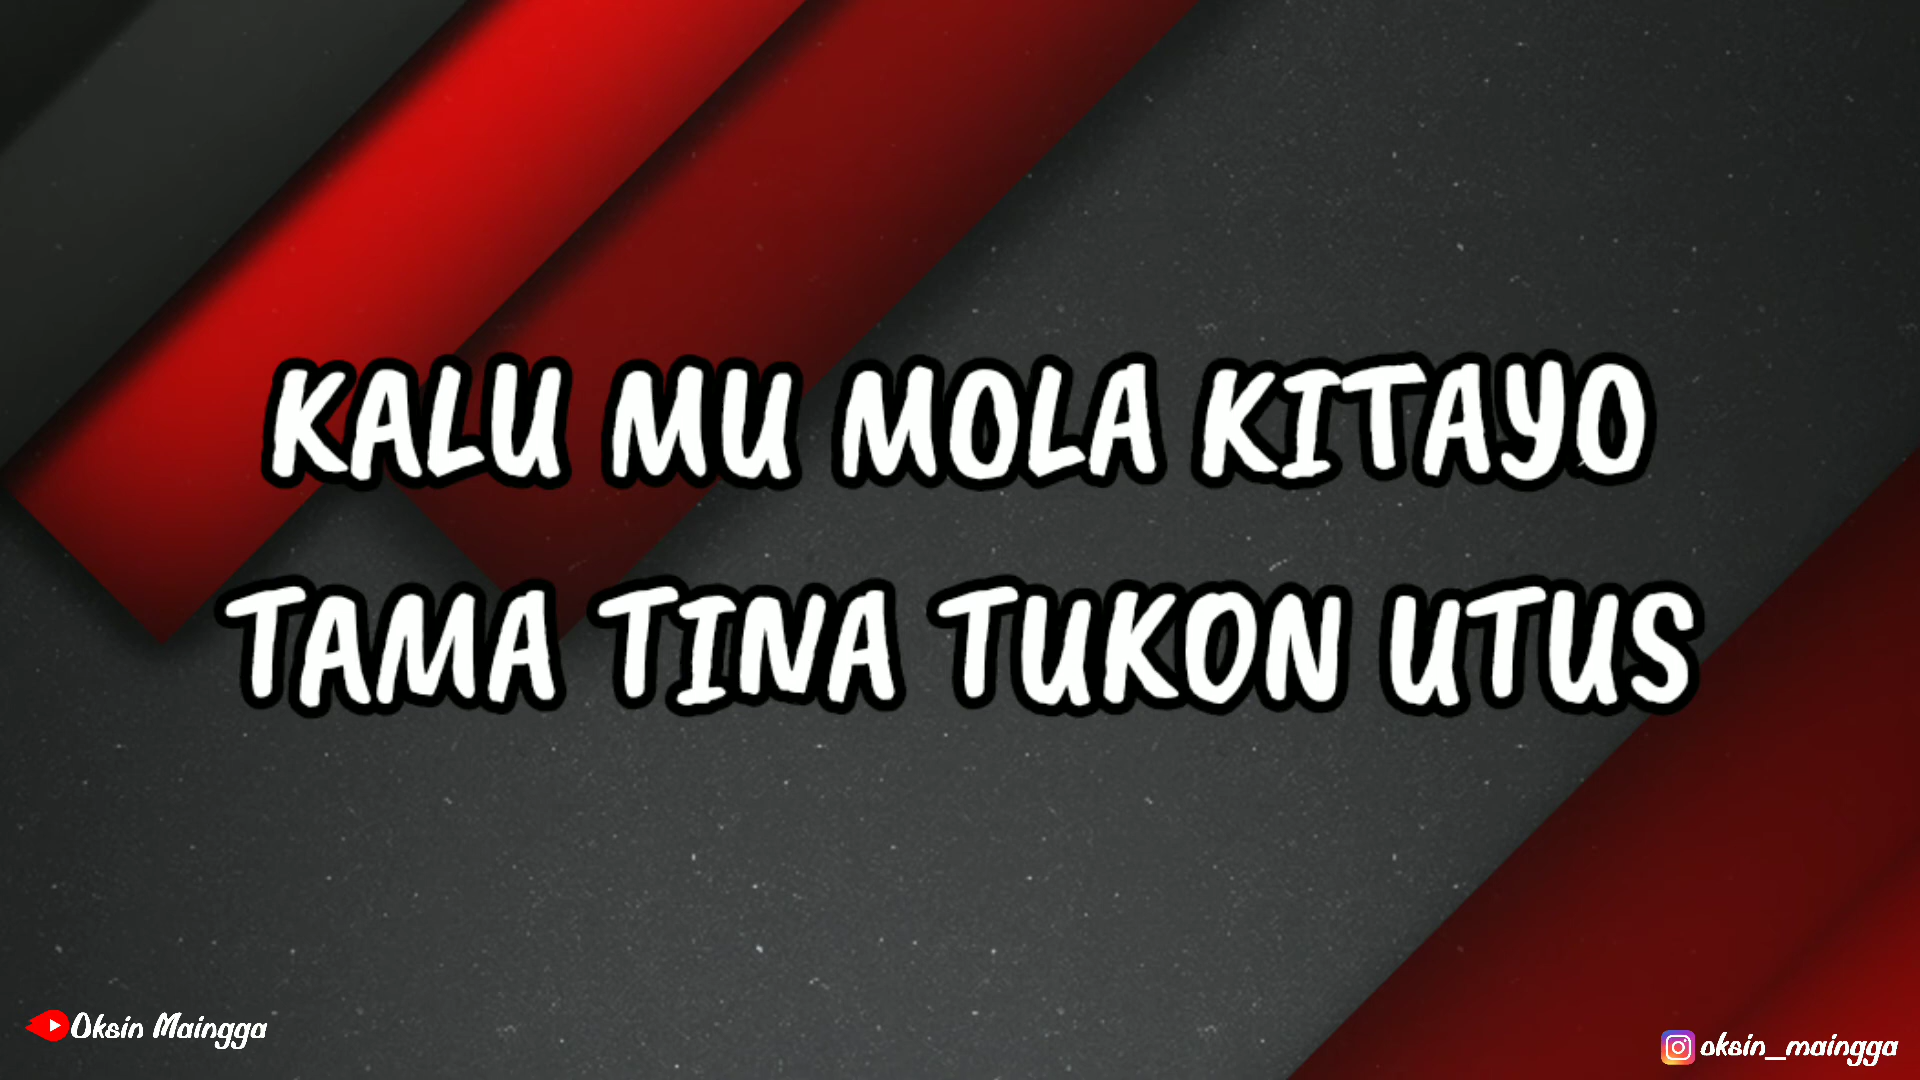 KALU MU MOLA KITAYO
TAMA TINA TUKON UTUS
Oksin Maingga
oksin_maingga